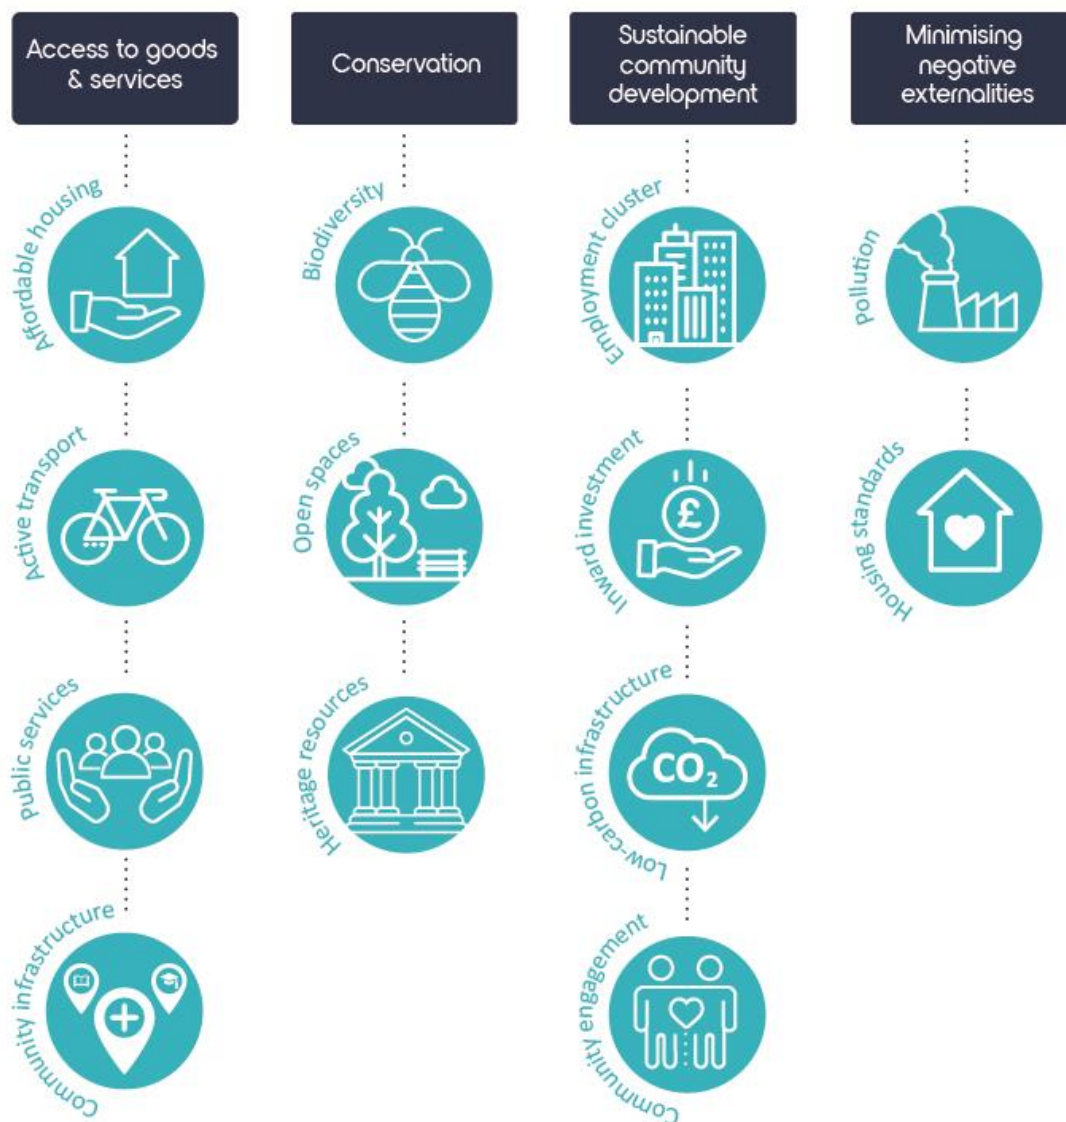 Access to goods
& services
Conservation
Sustainable
community
development
Minimising
negative
externalities
Affordable housing
Biodiversity
Employment cluster
Pollution
Active transport
Open spaces
Inward investment
£
Housing standards
Public services
Heritage resources
Low-carbon infrastructure
CO₂
Community infrastructure
Community engagement